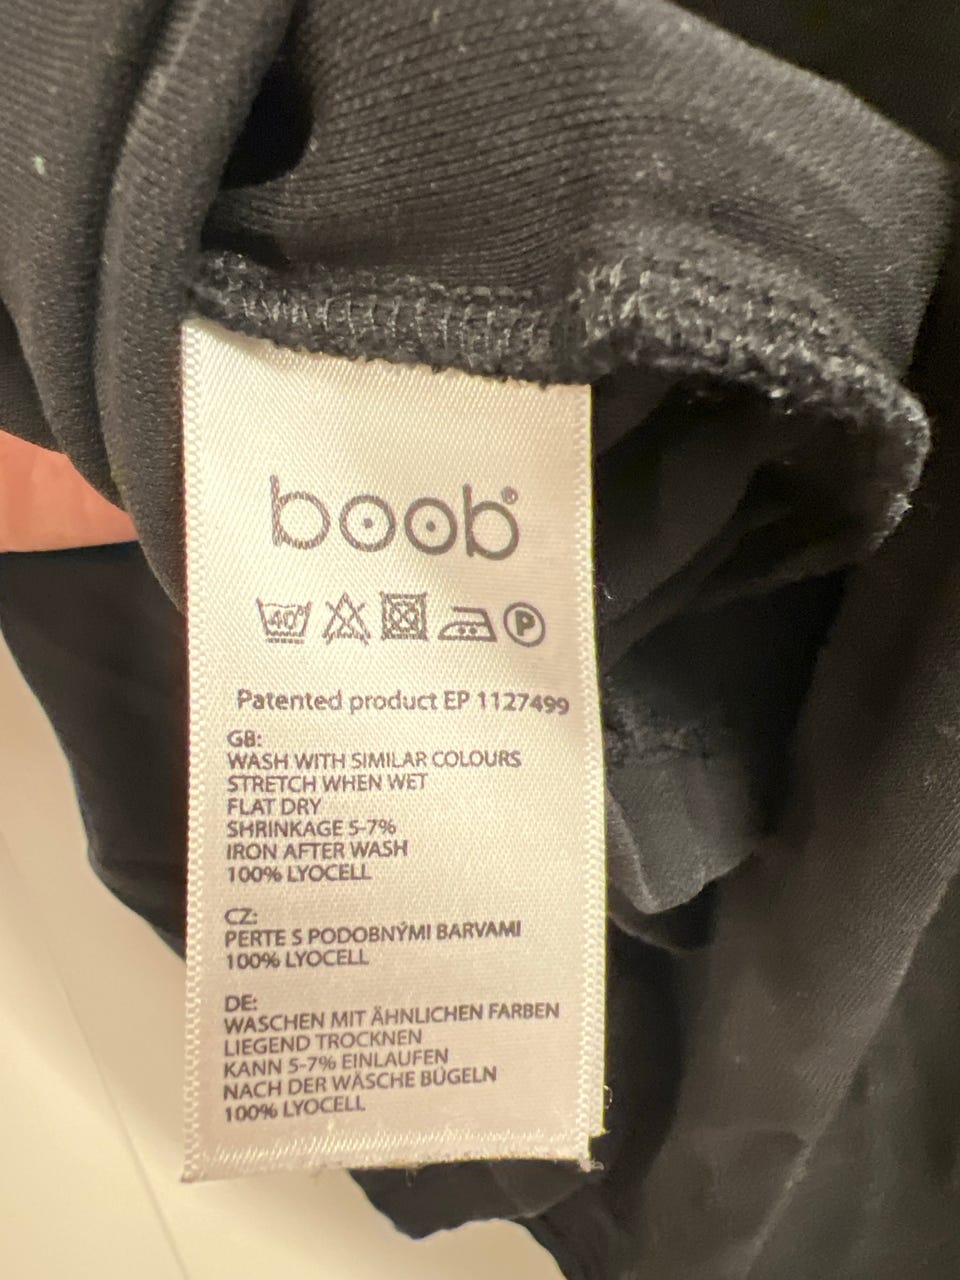 boob®
40° P
Patented product EP 1127499
GB:
WASH WITH SIMILAR COLOURS
STRETCH WHEN WET
FLAT DRY
SHRINKAGE 5-7%
IRON AFTER WASH
100% LYOCELL
CZ:
PERTE S PODOBNÝMI BARVAMI
100% LYOCELL
DE:
WASCHEN MIT ÄHNLICHEN FARBEN
LIEGEND TROCKNEN
KANN 5-7% EINLAUFEN
NACH DER WÄSCHE BÜGELN
100% LYOCELL